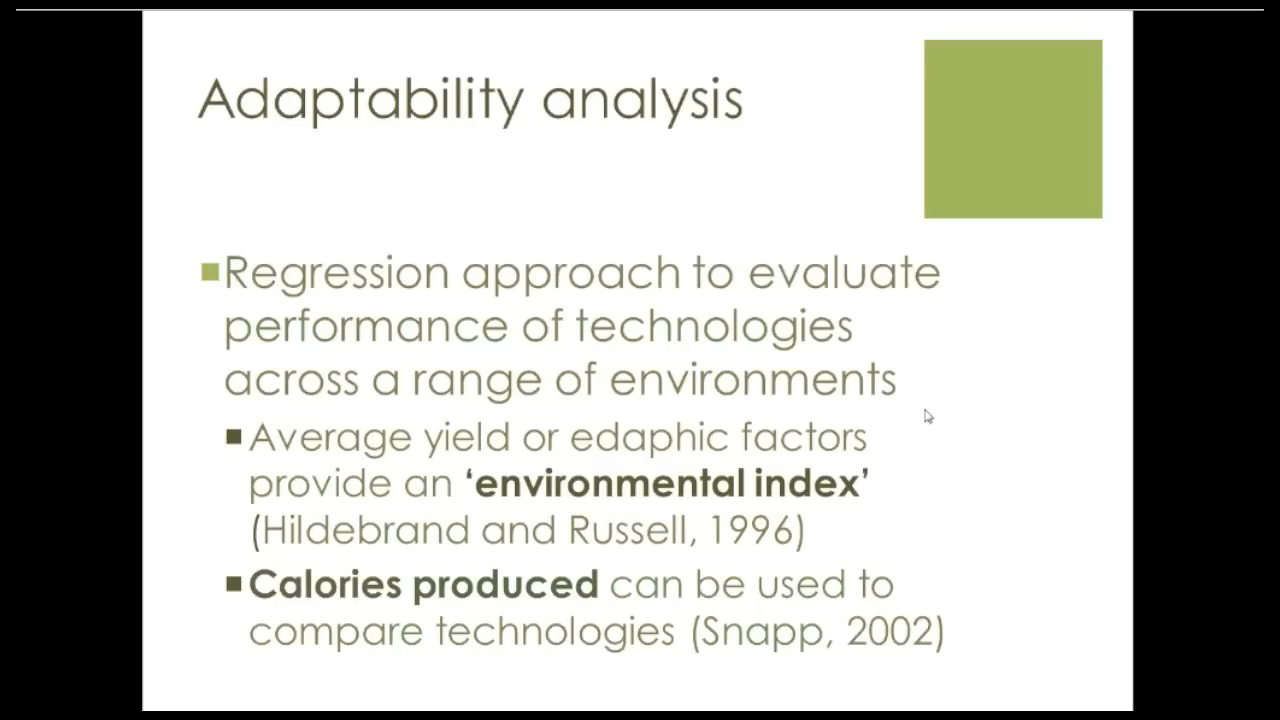 Adaptability analysis
Regression approach to evaluate
performance of technologies
across a range of environments
Average yield or edaphic factors
provide an ‘environmental index’
(Hildebrand and Russell, 1996)
Calories produced can be used to
compare technologies (Snapp, 2002)